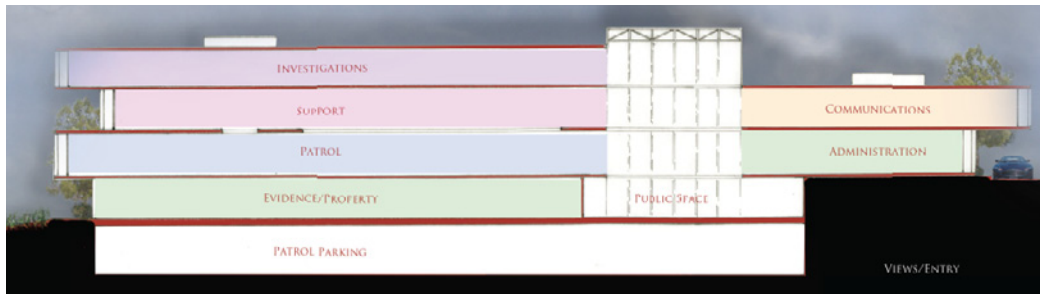 INVESTIGATIONS
SUPPORT
COMMUNICATIONS
PATROL
ADMINISTRATION
EVIDENCE/PROPERTY
PUBLIC SPACE
PATROL PARKING
VIEWS/ENTRY